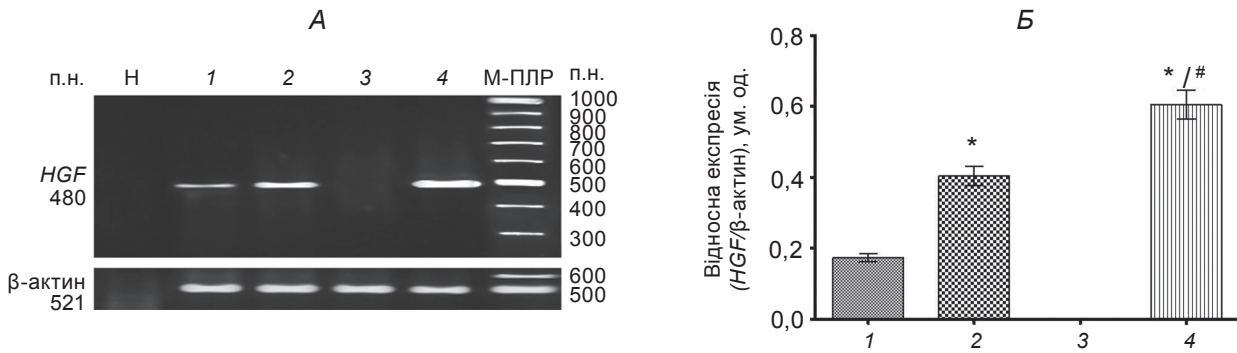 А
п.н. Н 1 2 3 4 М-ПЛР п.н.
1000
900
800
700
600
500
400
300
HGF
480
600
500
β-актин
521
Б
Відносна експресія
(HGF/β-актин), ум. од.
0,8
0,6
0,4
0,2
0,0
*
* / #
1 2 3 4